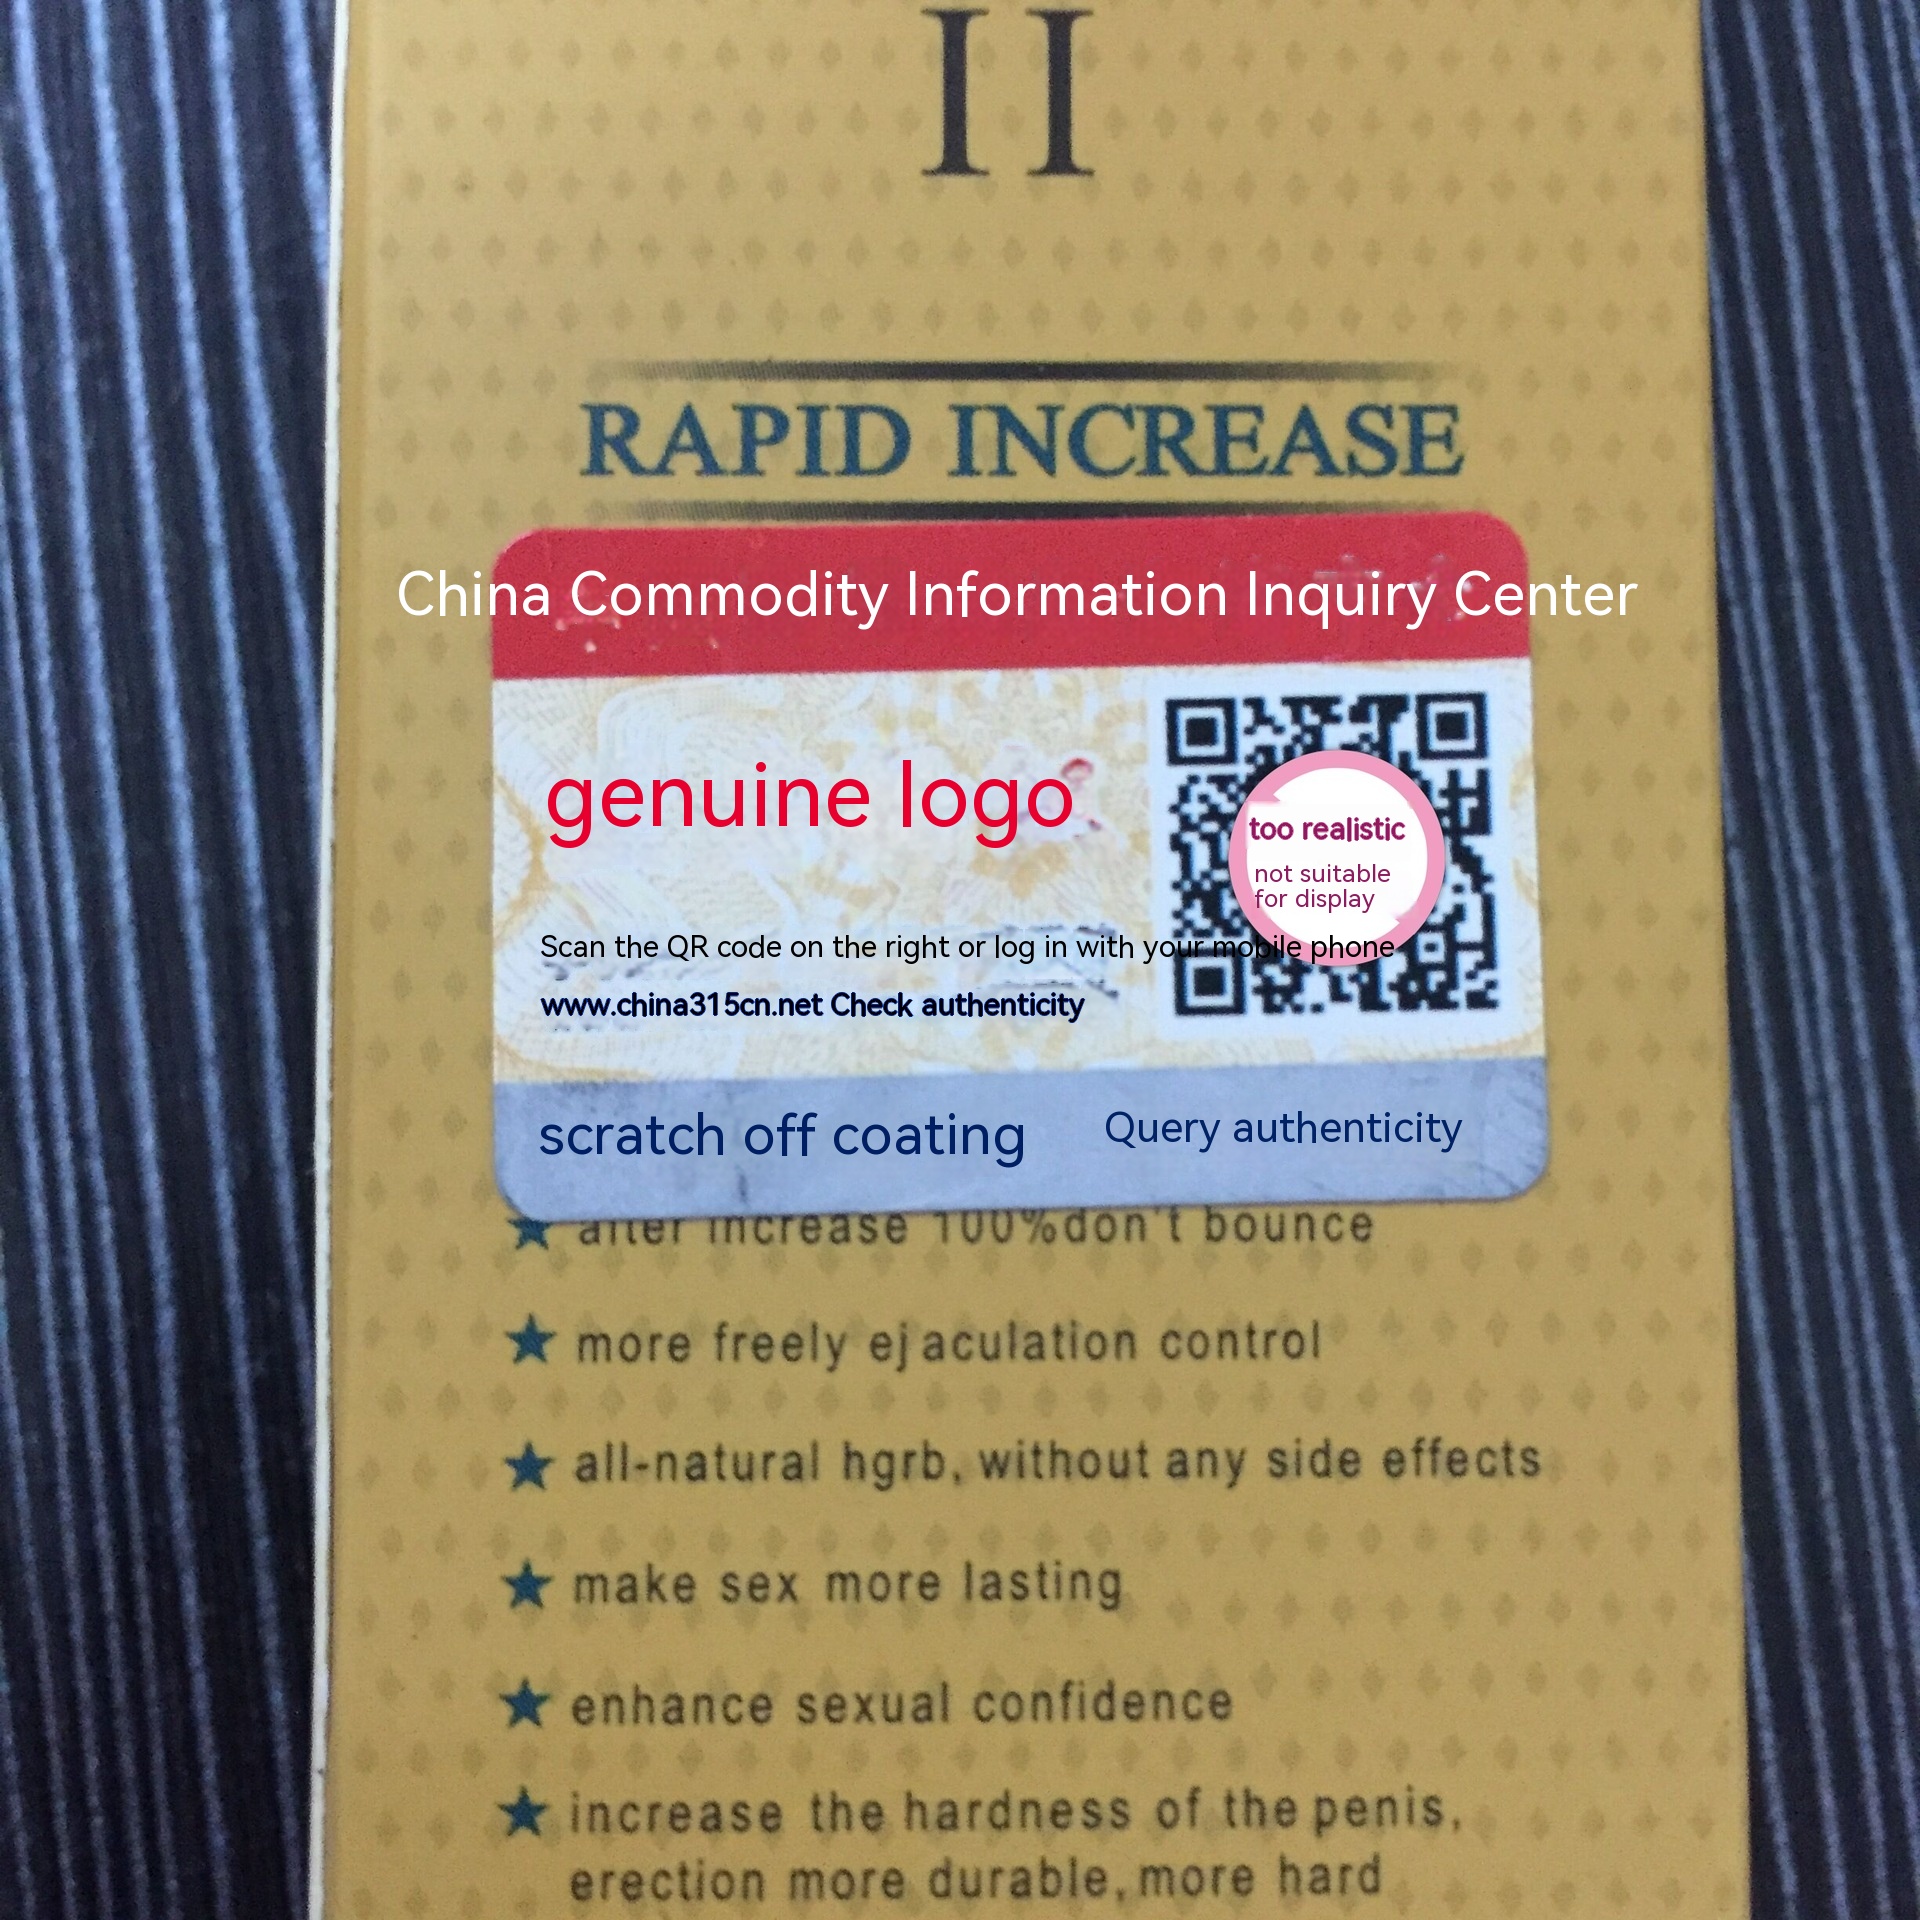 II
RAPID INCREASE
China Commodity Information Inquiry Center
genuine logo
too realistic
not suitable
for display
Scan the QR code on the right or log in with your mobile phone
www.china315cn.net Check authenticity
scratch off coating Query authenticity
★ after increase 100%don't bounce
★ more freely ejaculation control
★ all-natural hgrb, without any side effects
★ make sex more lasting
★ enhance sexual confidence
★ increase the hardness of the penis,
erection more durable, more hard